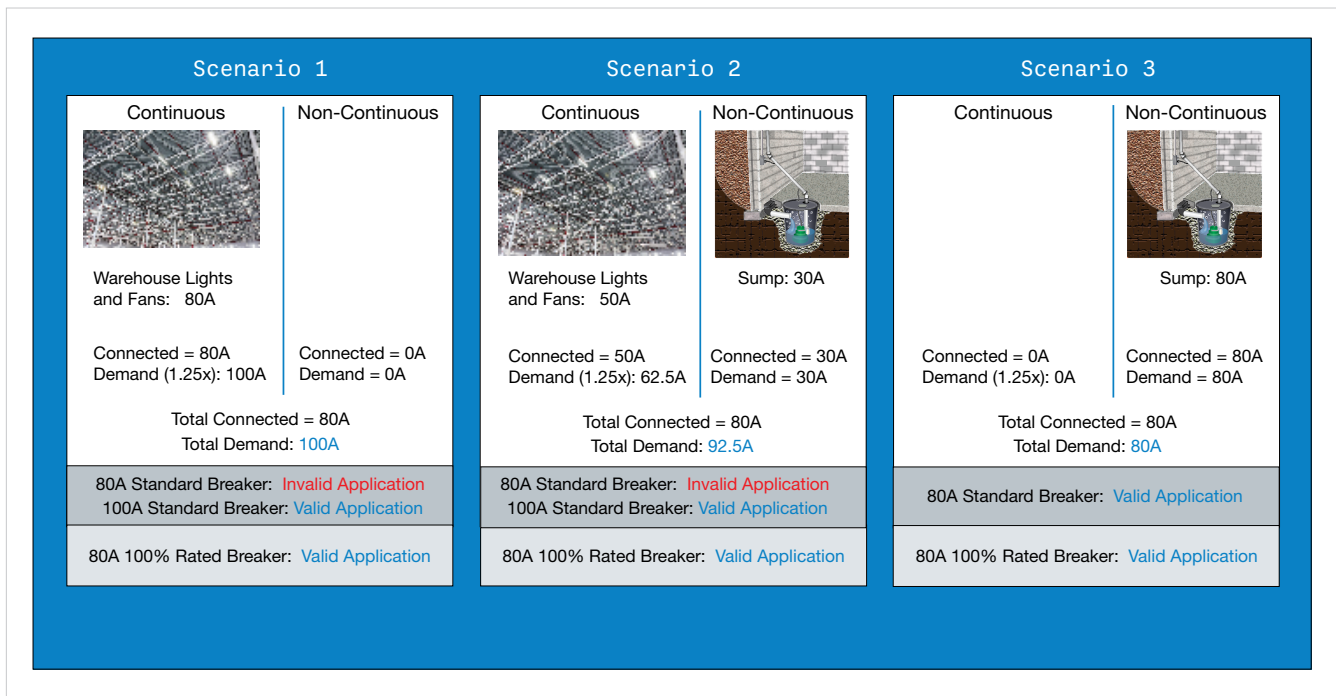 Scenario 1
Continuous
Non-Continuous
Warehouse Lights
and Fans: 80A
Connected = 80A
Demand (1.25x): 100A
Connected = 0A
Demand = 0A
Total Connected = 80A
Total Demand: 100A
80A Standard Breaker: Invalid Application
100A Standard Breaker: Valid Application
80A 100% Rated Breaker: Valid Application
Scenario 2
Continuous
Non-Continuous
Warehouse Lights
and Fans: 50A
Sump: 30A
Connected = 50A
Demand (1.25x): 62.5A
Connected = 30A
Demand = 30A
Total Connected = 80A
Total Demand: 92.5A
80A Standard Breaker: Invalid Application
100A Standard Breaker: Valid Application
80A 100% Rated Breaker: Valid Application
Scenario 3
Continuous
Non-Continuous
Sump: 80A
Connected = 0A
Demand (1.25x): 0A
Connected = 80A
Demand = 80A
Total Connected = 80A
Total Demand: 80A
80A Standard Breaker: Valid Application
80A 100% Rated Breaker: Valid Application